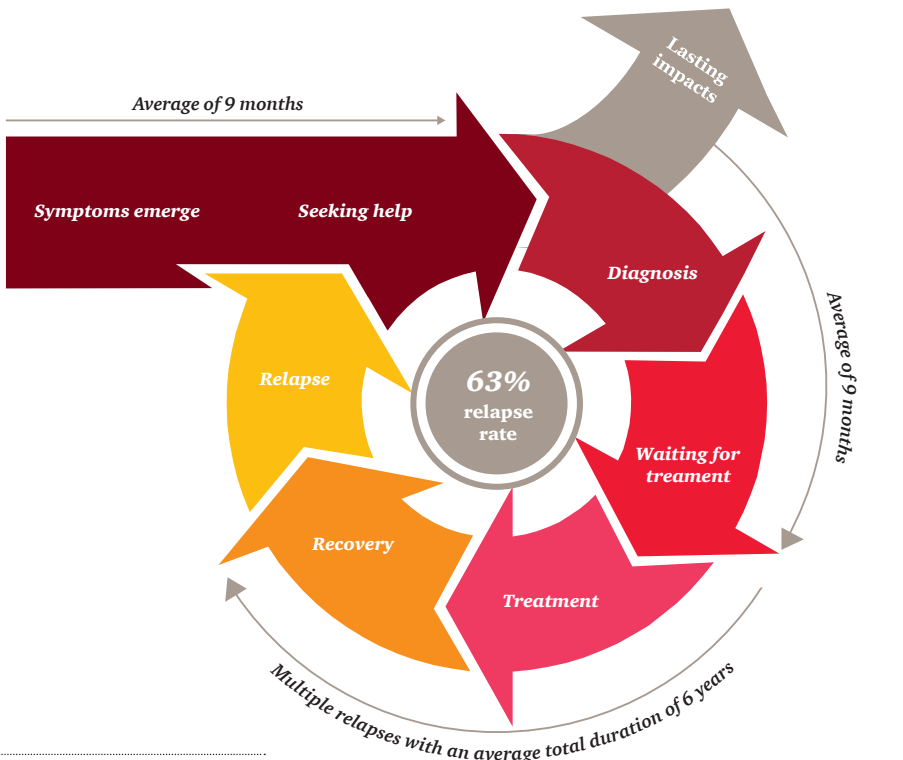 Average of 9 months
Symptoms emerge
Seeking help
Lasting
impacts
Diagnosis
Average of 9 months
Waiting for
treament
Treatment
Recovery
Relapse
63%
relapse
rate
Multiple relapses with an average total duration of 6 years